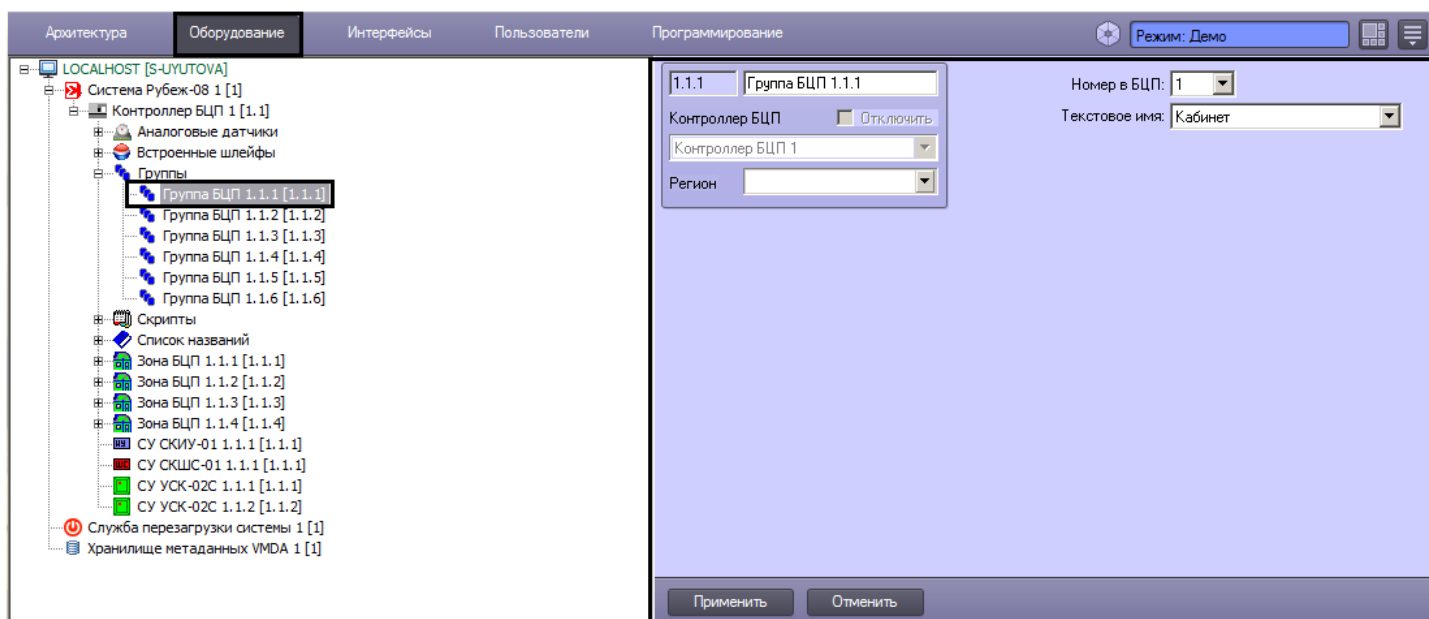 Архитектура Оборудование Интерфейсы Пользователи Программирование Режим: Демо
LOCALHOST [S-UYUTOVA]
Система Рубеж-08 1 [1]
Контроллер БЦП 1 [1.1]
Аналоговые датчики
Встроенные шлейфы
Группы
Группа БЦП 1.1.1 [1.1.1]
Группа БЦП 1.1.2 [1.1.2]
Группа БЦП 1.1.3 [1.1.3]
Группа БЦП 1.1.4 [1.1.4]
Группа БЦП 1.1.5 [1.1.5]
Группа БЦП 1.1.6 [1.1.6]
Скрипты
Список названий
Зона БЦП 1.1.1 [1.1.1]
Зона БЦП 1.1.2 [1.1.2]
Зона БЦП 1.1.3 [1.1.3]
Зона БЦП 1.1.4 [1.1.4]
СУ СКИУ-01 1.1.1 [1.1.1]
СУ СКШС-01 1.1.1 [1.1.1]
СУ УСК-02С 1.1.1 [1.1.1]
СУ УСК-02С 1.1.2 [1.1.2]
Служба перезагрузки системы 1 [1]
Хранилище метаданных VMDA 1 [1]
1.1.1 Группа БЦП 1.1.1
Контроллер БЦП Отключить
Контроллер БЦП 1
Регион
Номер в БЦП: 1
Текстовое имя: Кабинет
Применить Отменить